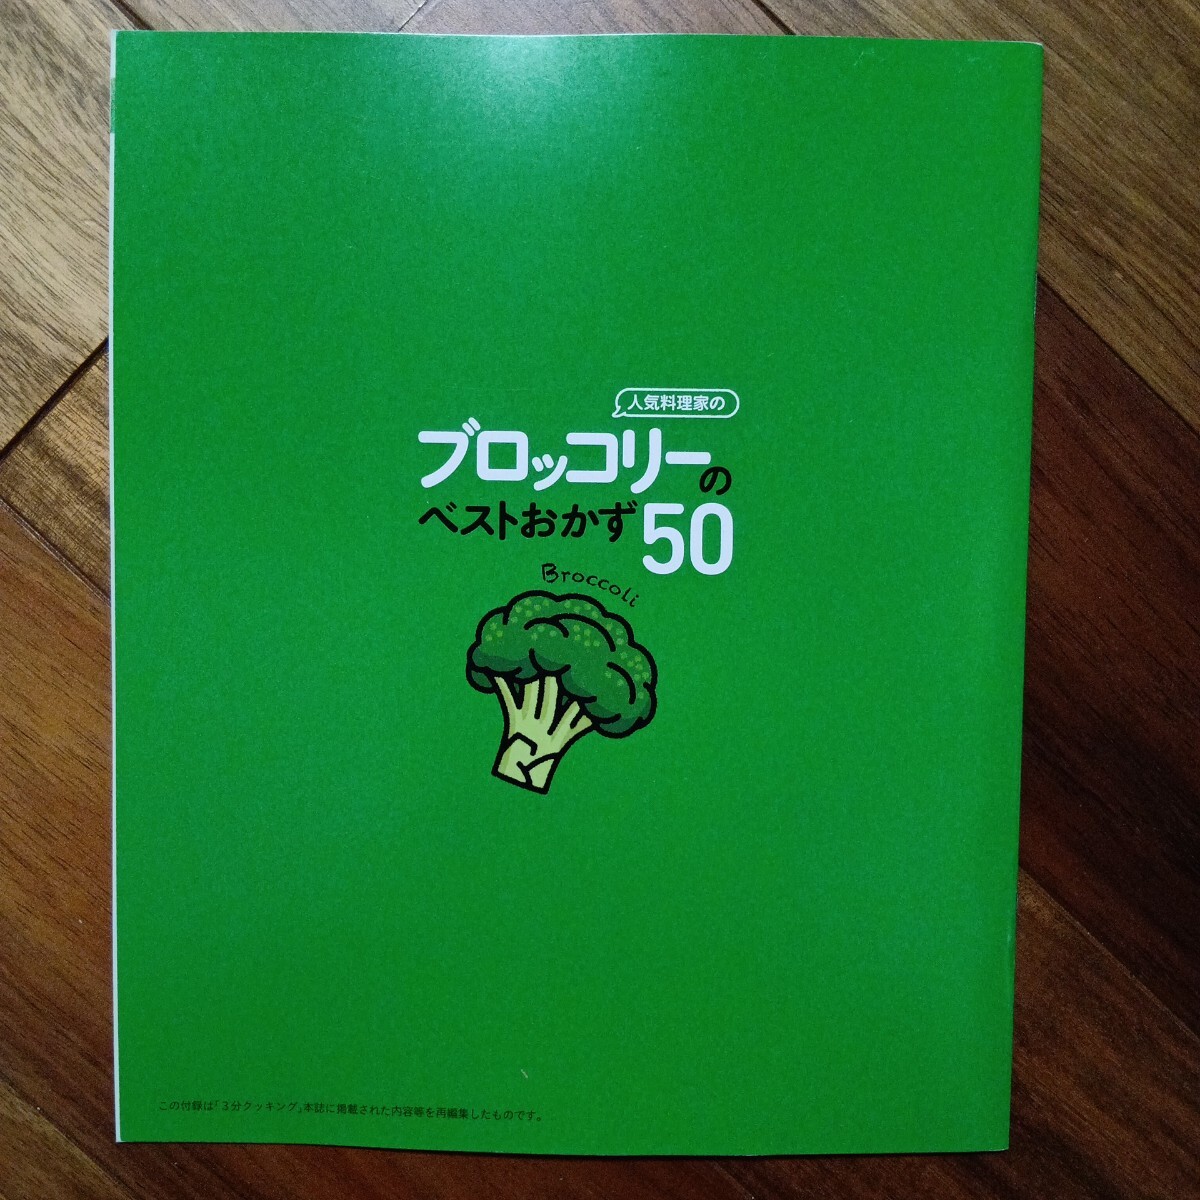 人気料理家の
ブロッコリーの
ベストおかず50
Broccoli
この付録は「3分クッキング」本誌に掲載された内容等を再編集したものです。